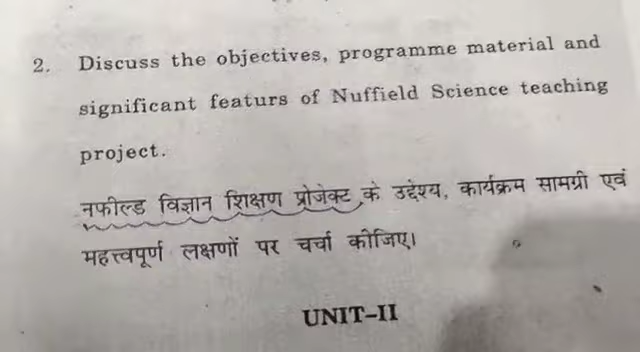 2. Discuss the objectives, programme material and
significant featurs of Nuffield Science teaching
project.
नफील्ड विज्ञान शिक्षण प्रोजेक्ट के उद्देश्य, कार्यक्रम सामग्री एवं
महत्त्वपूर्ण लक्षणों पर चर्चा कीजिए।
UNIT-II